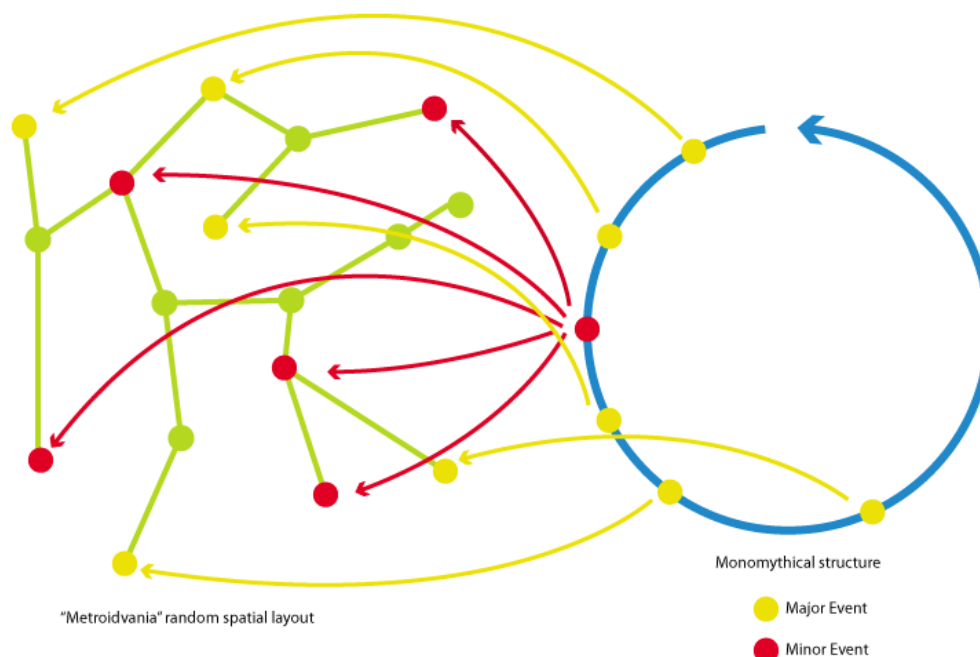 Monomythical structure
Major Event
"Metroidvania" random spatial layout
Minor Event